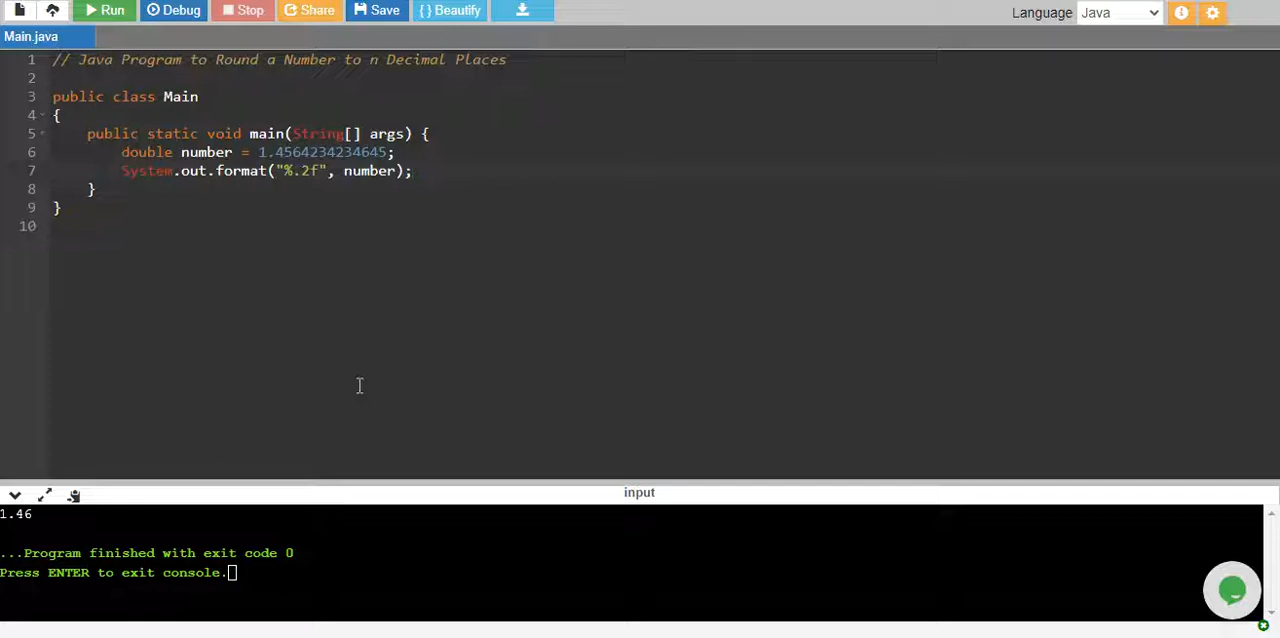 Run Debug Stop Share Save { } Beautify Language Java
Main.java
1 // Java Program to Round a Number to n Decimal Places
2
3 public class Main
4 {
5 public static void main(String[] args) {
6 double number = 1.4564234234645;
7 System.out.format("%.2f", number);
8 }
9 }
10
input
1.46
...Program finished with exit code 0
Press ENTER to exit console.